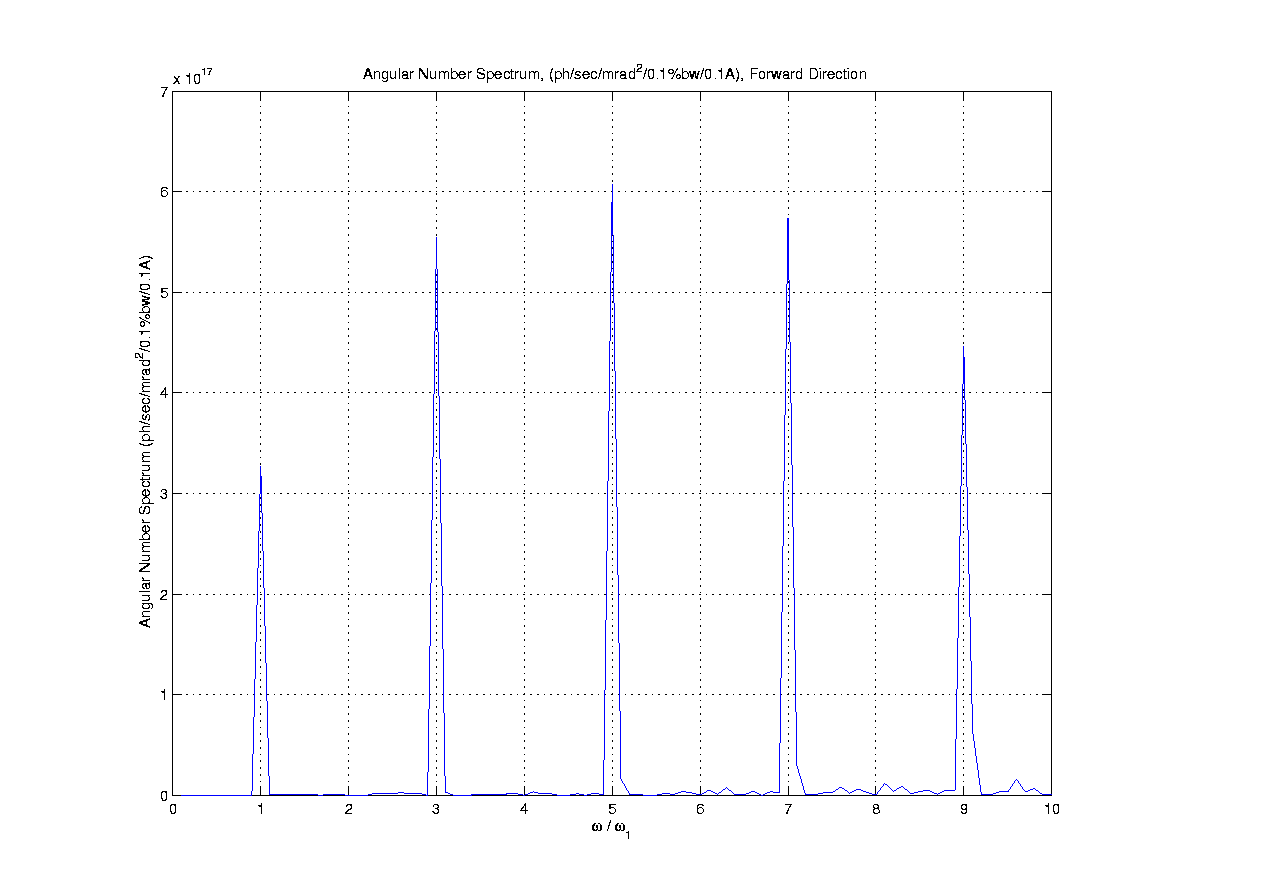 Angular Number Spectrum, (ph/sec/mrad²/0.1%bw/0.1A), Forward Direction
x 10¹⁷
7
6
5
4
3
2
1
0
Angular Number Spectrum (ph/sec/mrad²/0.1%bw/0.1A)
0 1 2 3 4 5 6 7 8 9 10
ω / ω₁